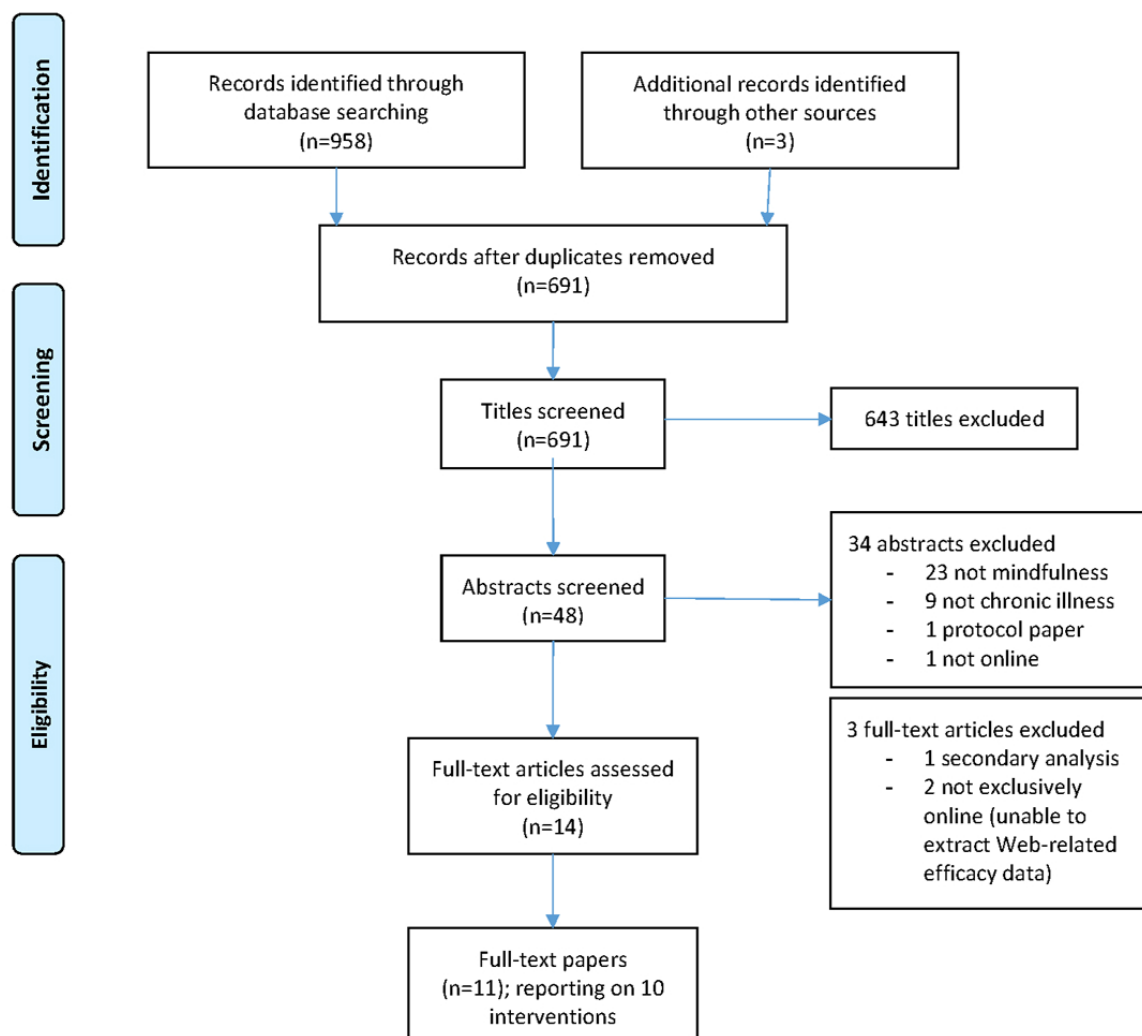 Identification
Records identified through
database searching
(n=958)
Additional records identified
through other sources
(n=3)
Records after duplicates removed
(n=691)
Screening
Titles screened
(n=691)
643 titles excluded
Eligibility
Abstracts screened
(n=48)
34 abstracts excluded
- 23 not mindfulness
- 9 not chronic illness
- 1 protocol paper
- 1 not online
Full-text articles assessed
for eligibility
(n=14)
3 full-text articles excluded
- 1 secondary analysis
- 2 not exclusively
online (unable to
extract Web-related
efficacy data)
Full-text papers
(n=11); reporting on 10
interventions